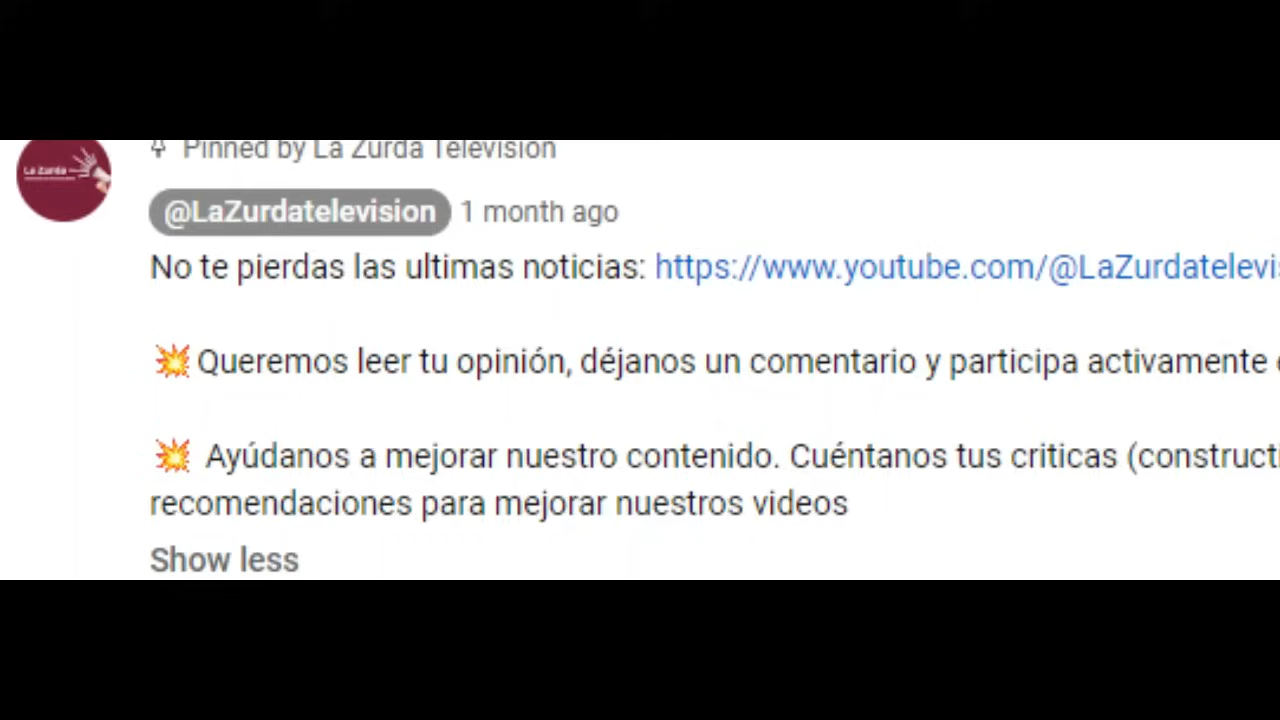 La Zurda
Pinned by La Zurda Television
@LaZurdatelevision 1 month ago
No te pierdas las ultimas noticias: https://www.youtube.com/@LaZurdatelevis
💥 Queremos leer tu opinión, déjanos un comentario y participa activamente
💥 Ayúdanos a mejorar nuestro contenido. Cuéntanos tus criticas (constructi
recomendaciones para mejorar nuestros videos
Show less